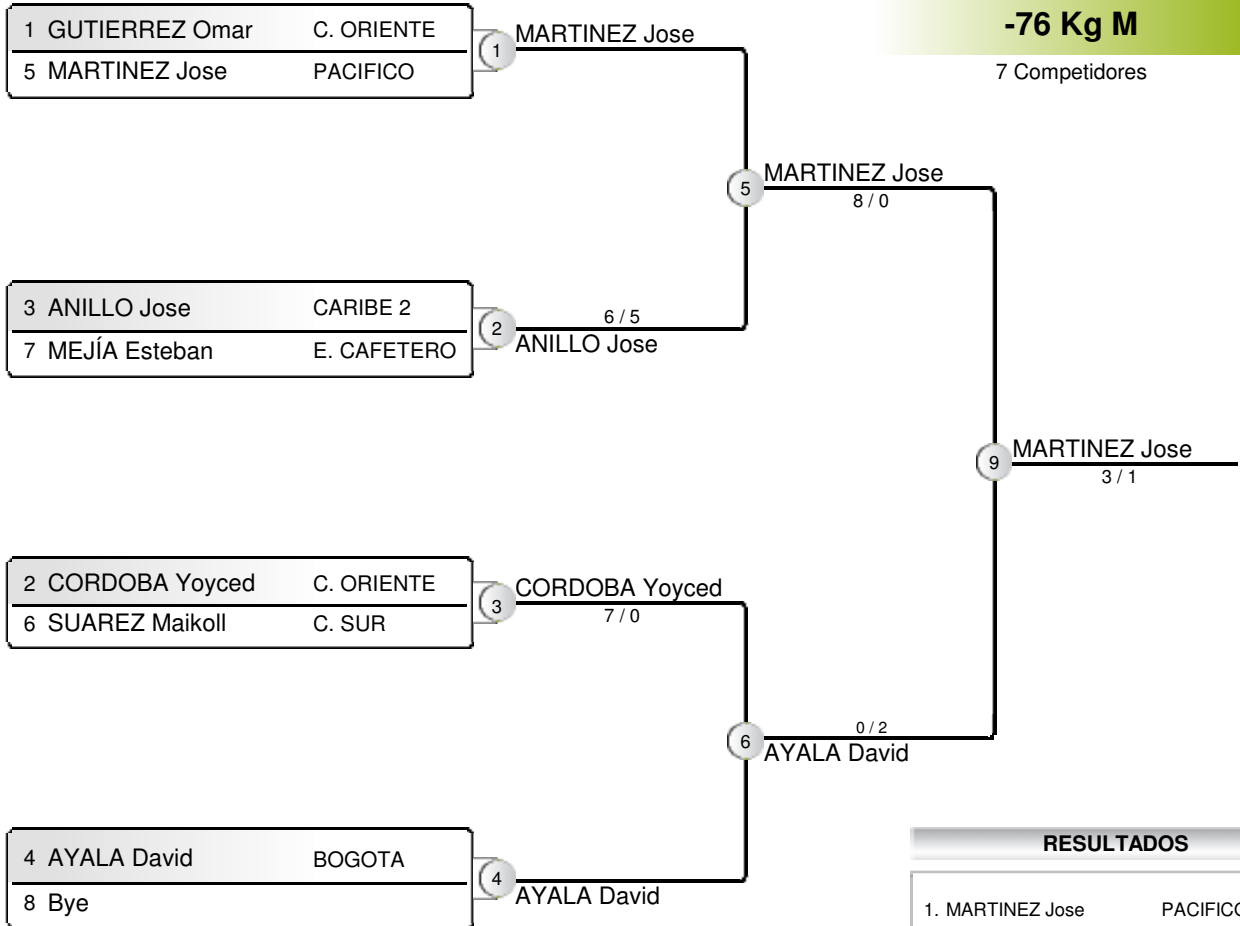 -76 Kg M
7 Competidores
1 GUTIERREZ Omar C. ORIENTE
5 MARTINEZ Jose PACIFICO
1 MARTINEZ Jose
5 MARTINEZ Jose
8 / 0
3 ANILLO Jose CARIBE 2
7 MEJÍA Esteban E. CAFETERO
2 6 / 5
ANILLO Jose
9 MARTINEZ Jose
3 / 1
2 CORDOBA Yoyced C. ORIENTE
6 SUAREZ Maikoll C. SUR
3 CORDOBA Yoyced
7 / 0
6 0 / 2
AYALA David
4 AYALA David BOGOTA
8 Bye
4 AYALA David
RESULTADOS
1. MARTINEZ Jose PACIFICO